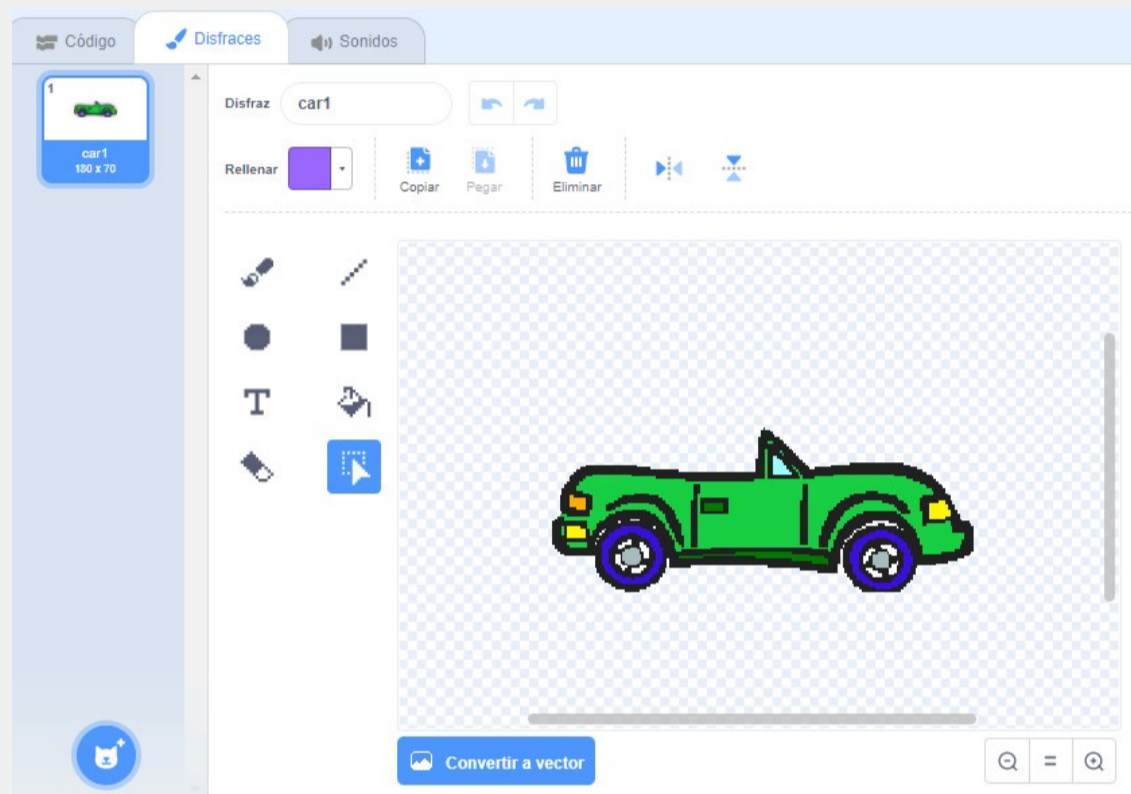 Código
Disfraces
Sonidos
1
car1
180 x 70
Disfraz
car1
Rellenar
Copiar
Pegar
Eliminar
T
Convertir a vector